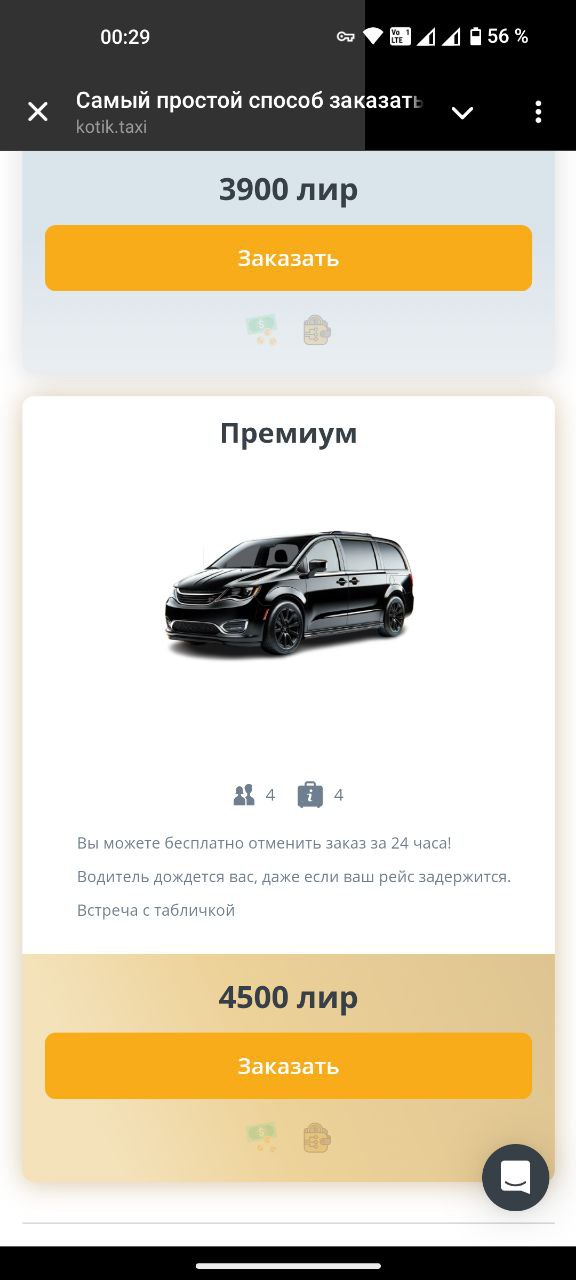 00:29
Vo 1
LTE
56 %
Самый простой способ заказать
kotik.taxi
3900 лир
Заказать
Премиум
4 4
Вы можете бесплатно отменить заказ за 24 часа!
Водитель дождется вас, даже если ваш рейс задержится.
Встреча с табличкой
4500 лир
Заказать